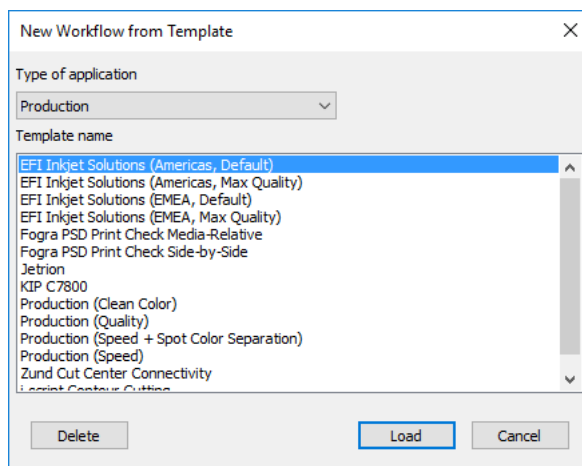 New Workflow from Template
Type of application
Production
Template name
EFI Inkjet Solutions (Americas, Default)
EFI Inkjet Solutions (Americas, Max Quality)
EFI Inkjet Solutions (EMEA, Default)
EFI Inkjet Solutions (EMEA, Max Quality)
Fogra PSD Print Check Media-Relative
Fogra PSD Print Check Side-by-Side
Jetrion
KIP C7800
Production (Clean Color)
Production (Quality)
Production (Speed + Spot Color Separation)
Production (Speed)
Zund Cut Center Connectivity
i-script Contour Cutting
Delete Load Cancel